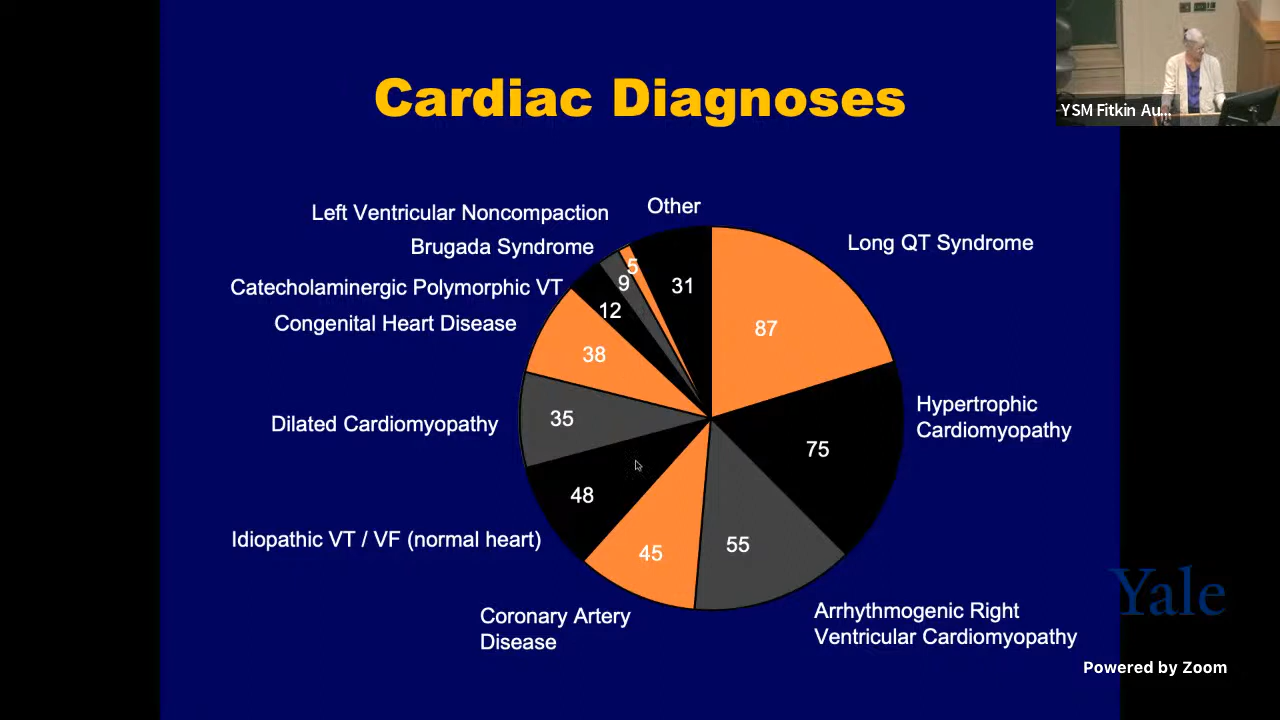 Cardiac Diagnoses
YSM Fitkin Au...
Left Ventricular Noncompaction
Other
Brugada Syndrome
Long QT Syndrome
Catecholaminergic Polymorphic VT
Congenital Heart Disease
5
9
31
12
87
38
Dilated Cardiomyopathy
35
Hypertrophic
Cardiomyopathy
75
48
Idiopathic VT / VF (normal heart)
45
55
Coronary Artery
Disease
Arrhythmogenic Right
Ventricular Cardiomyopathy
Yale
Powered by Zoom